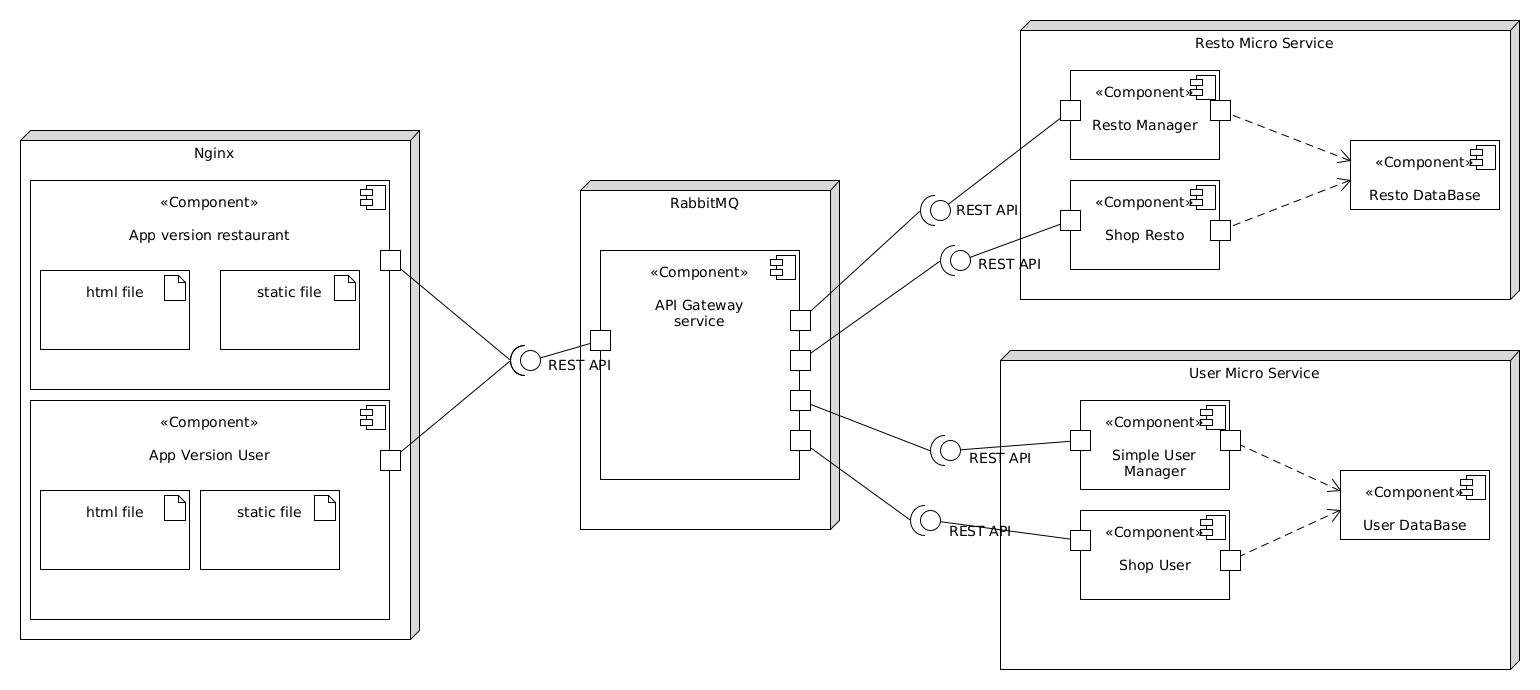 Nginx
«Component»
App version restaurant
html file
static file
«Component»
App Version User
html file
static file
REST API
RabbitMQ
«Component»
API Gateway
service
REST API
REST API
REST API
REST API
Resto Micro Service
«Component»
Resto Manager
«Component»
Shop Resto
«Component»
Resto DataBase
User Micro Service
«Component»
Simple User
Manager
«Component»
Shop User
«Component»
User DataBase